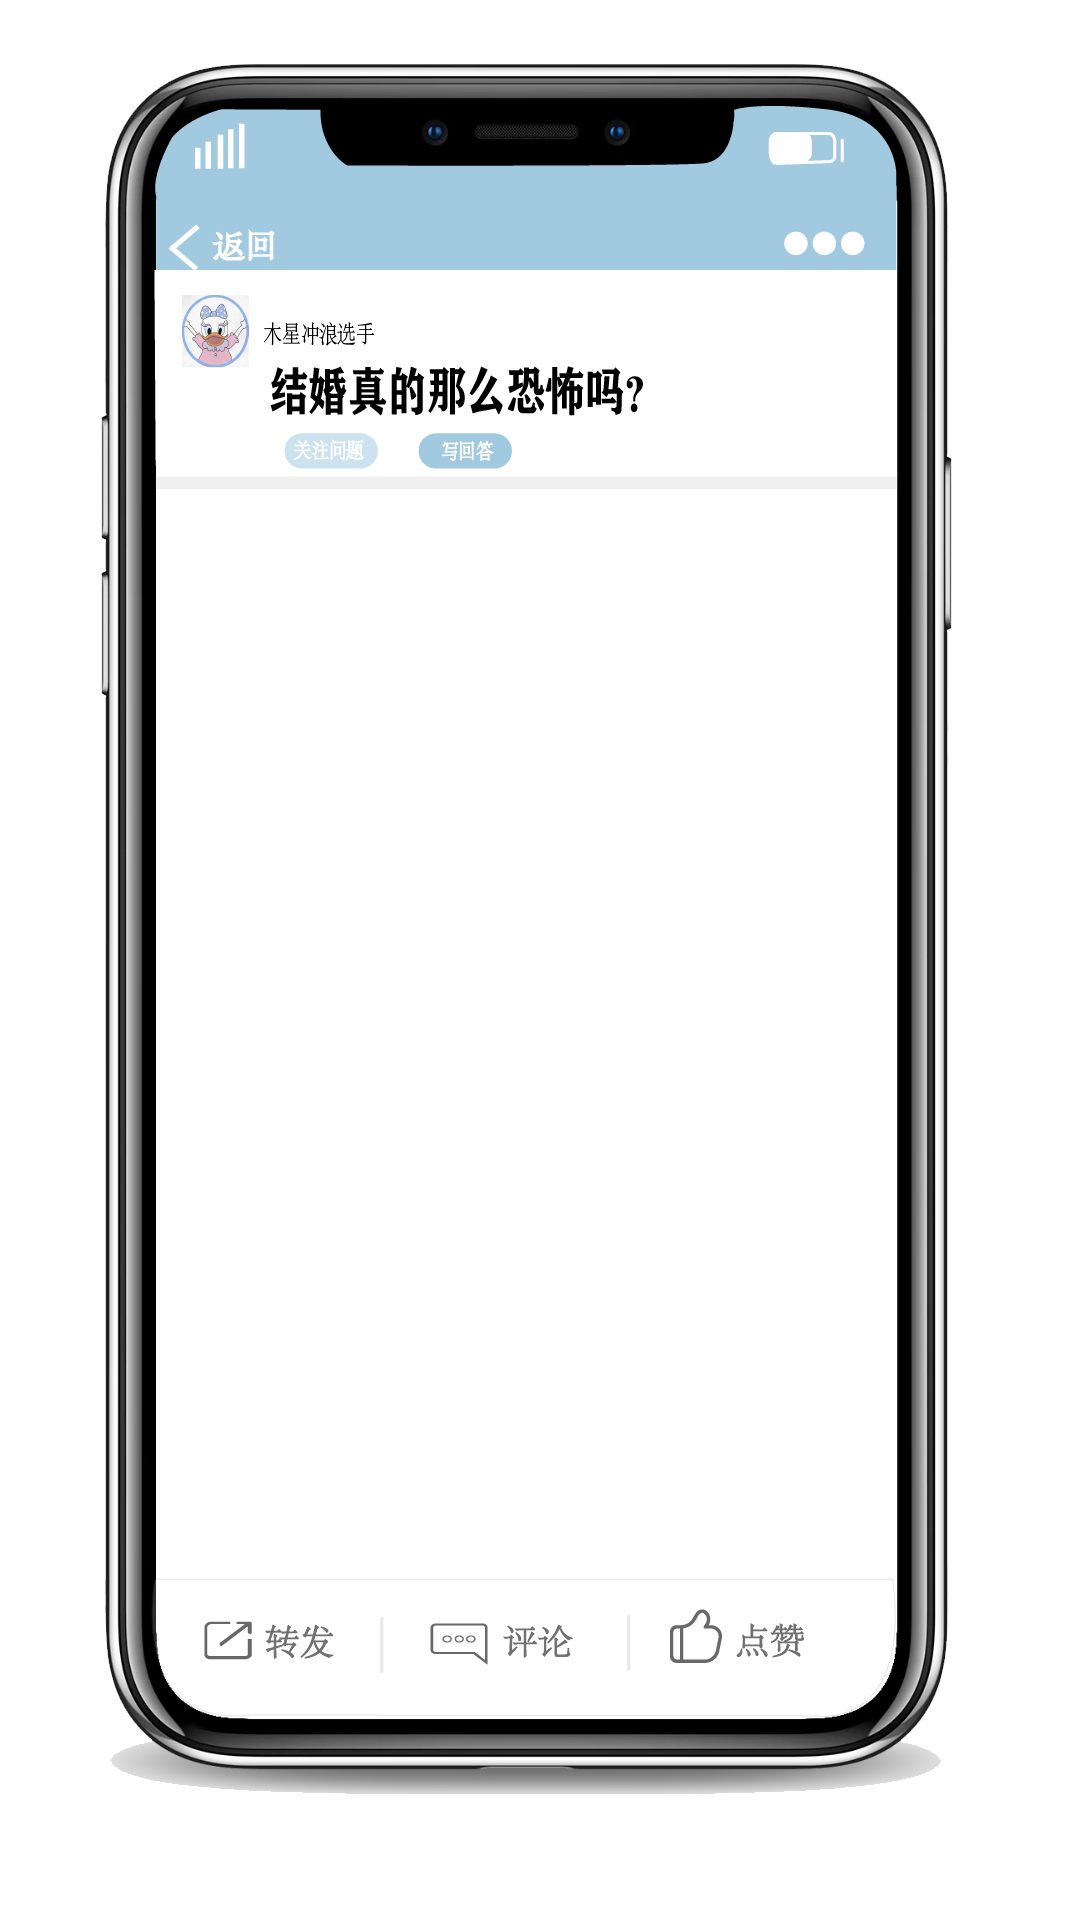 返回
木星冲浪选手
结婚真的那么恐怖吗?
关注问题 写回答
转发 评论 点赞